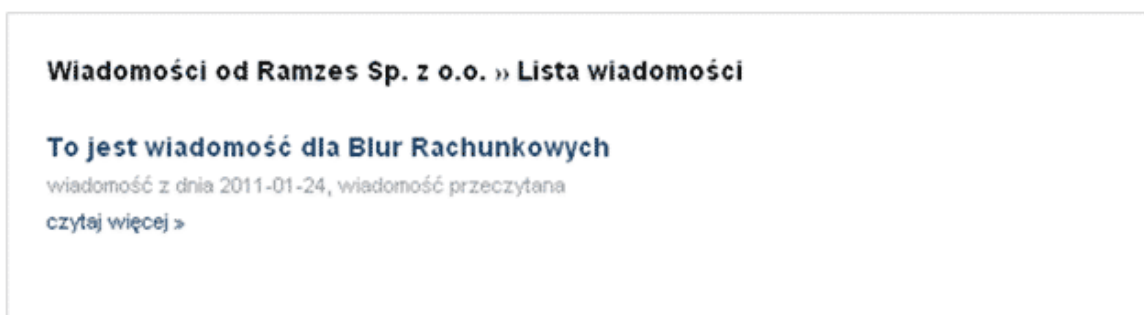 Wiadomości od Ramzes Sp. z o.o. » Lista wiadomości
To jest wiadomość dla Biur Rachunkowych
wiadomość z dnia 2011-01-24, wiadomość przeczytana
czytaj więcej »